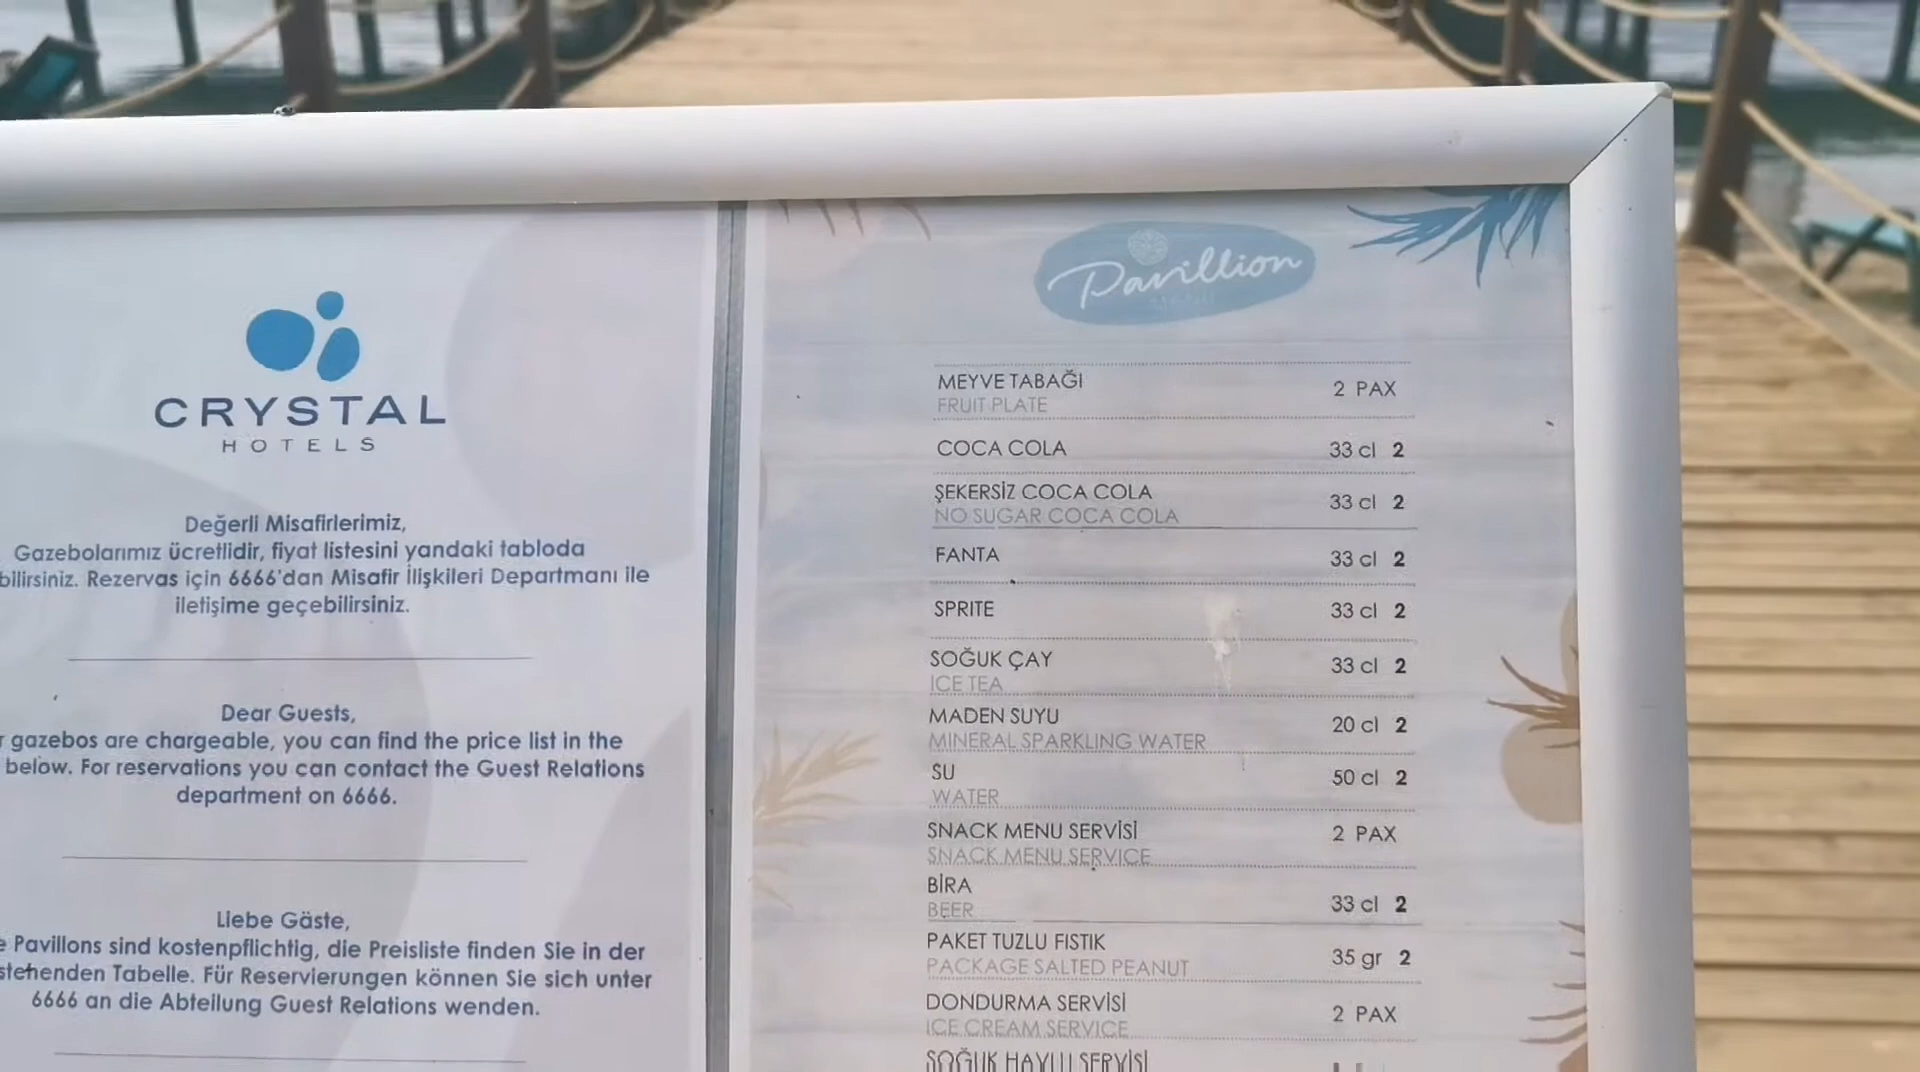 CRYSTAL
HOTELS
Değerli Misafirlerimiz,
Gazebolarımız ücretlidir, fiyat listesini yandaki tabloda
bilirsiniz. Rezervas için 6666'dan Misafir İlişkileri Departmanı ile
iletişime geçebilirsiniz.
Dear Guests,
gazebos are chargeable, you can find the price list in the
below. For reservations you can contact the Guest Relations
department on 6666.
Liebe Gäste,
Pavillons sind kostenpflichtig, die Preisliste finden Sie in der
stehenden Tabelle. Für Reservierungen können Sie sich unter
6666 an die Abteilung Guest Relations wenden.
Pavillion
MEYVE TABAĞI 2 PAX
FRUIT PLATE
COCA COLA 33 cl 2
ŞEKERSİZ COCA COLA 33 cl 2
NO SUGAR COCA COLA
FANTA 33 cl 2
SPRITE 33 cl 2
SOĞUK ÇAY 33 cl 2
ICE TEA
MADEN SUYU 20 cl 2
MINERAL SPARKLING WATER
SU 50 cl 2
WATER
SNACK MENU SERVİSİ 2 PAX
SNACK MENU SERVICE
BİRA 33 cl 2
BEER
PAKET TUZLU FISTIK 35 gr 2
PACKAGE SALTED PEANUT
DONDURMA SERVİSİ 2 PAX
ICE CREAM SERVICE
SOĞUK HAVLU SERVİSİ